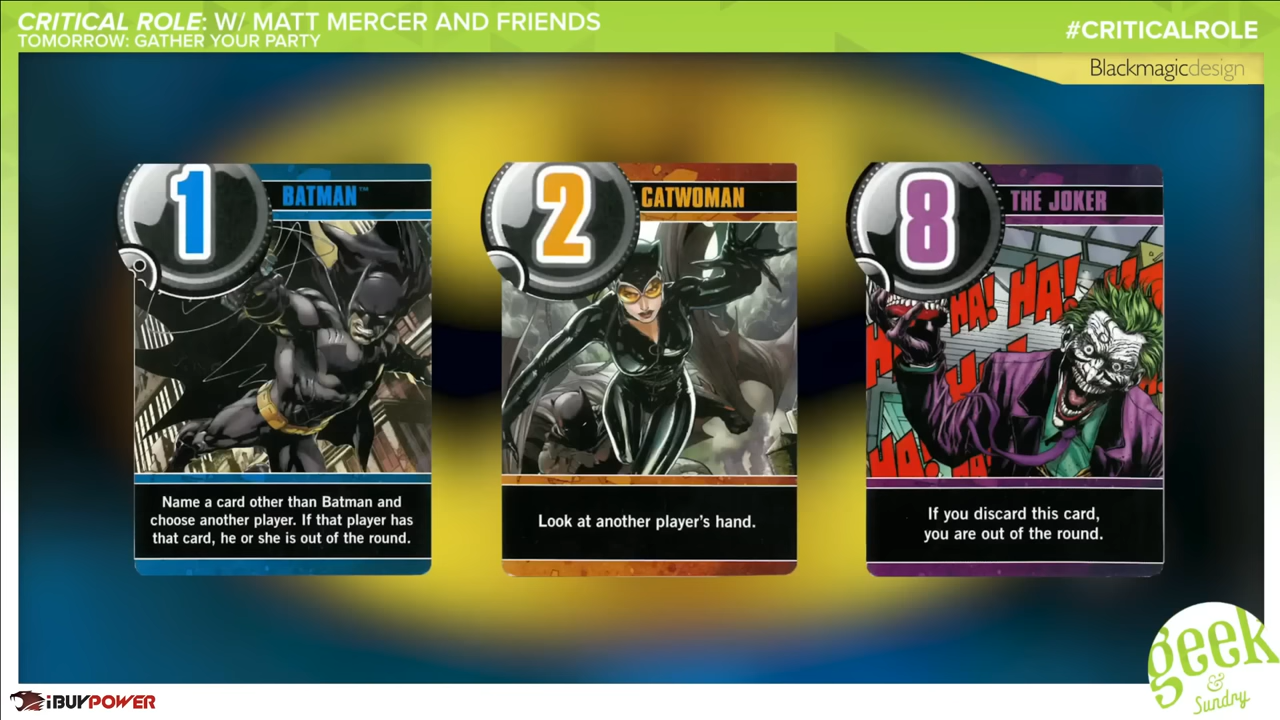 CRITICAL ROLE: W/ MATT MERCER AND FRIENDS
TOMORROW: GATHER YOUR PARTY
#CRITICALROLE
Blackmagicdesign
1
BATMAN™
Name a card other than Batman and
choose another player. If that player has
that card, he or she is out of the round.
2
CATWOMAN
Look at another player's hand.
8
THE JOKER
HA! HA! HA
HA!
If you discard this card,
you are out of the round.
geek
&
Sundry
iBUYPOWER